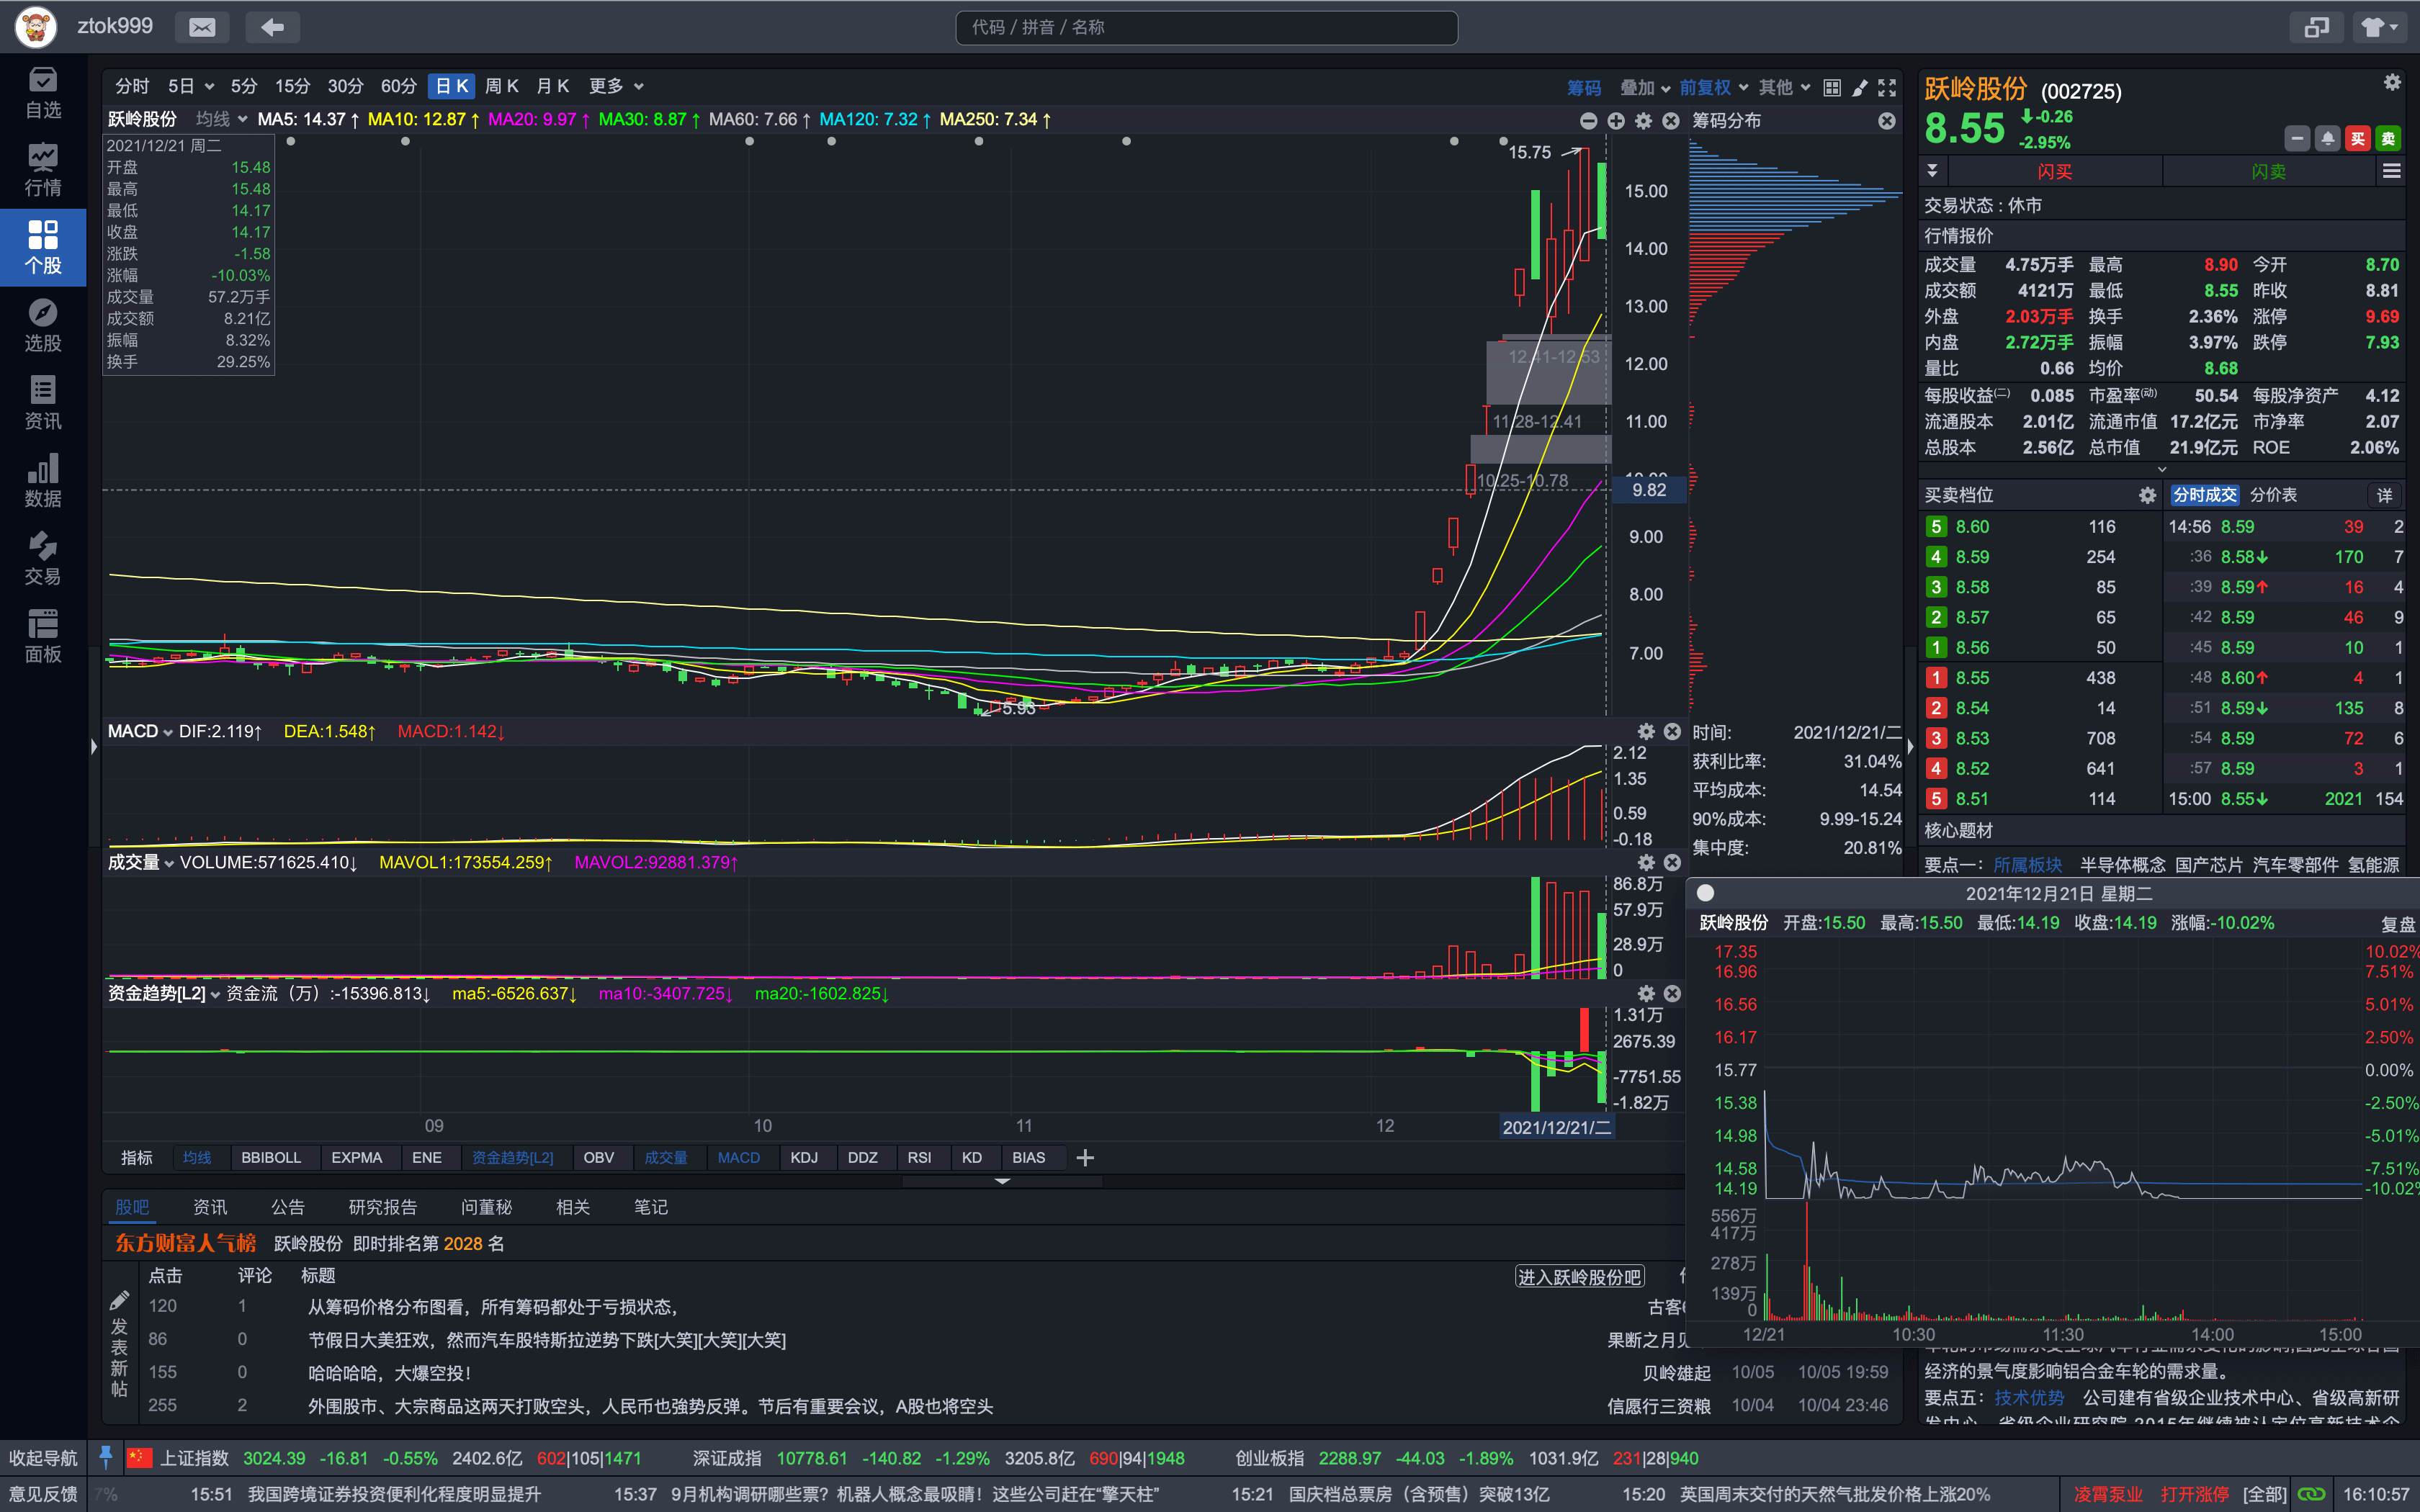 ztok999
代码 / 拼音 / 名称
自选
行情
个股
选股
资讯
数据
交易
面板
分时 5日 5分 15分 30分 60分 日K 周K 月K 更多
筹码 叠加 前复权 其他
跃岭股份 均线 MA5: 14.37↑ MA10: 12.87↑ MA20: 9.97↑ MA30: 8.87↑ MA60: 7.66↑ MA120: 7.32↑ MA250: 7.34↑
筹码分布
2021/12/21 周二
开盘 15.48
最高 15.48
最低 14.17
收盘 14.17
涨跌 -1.58
涨幅 -10.03%
成交量 57.2万手
成交额 8.21亿
振幅 8.32%
换手 29.25%
15.75
15.00
14.00
13.00
12.00
11.00
9.82
9.00
8.00
7.00
12.41-12.53
11.28-12.41
10.25-10.78
5.93
MACD DIF:2.119↑ DEA:1.548↑ MACD:1.142↓
2.12
1.35
0.59
-0.18
成交量 VOLUME:571625.410↓ MAVOL1:173554.259↑ MAVOL2:92881.379↑
86.8万
57.9万
28.9万
0
资金趋势[L2] 资金流（万）:-15396.813↓ ma5:-6526.637↓ ma10:-3407.725↓ ma20:-1602.825↓
1.31万
2675.39
-7751.55
-1.82万
09 10 11 12 2021/12/21/二
时间: 2021/12/21/二
获利比率: 31.04%
平均成本: 14.54
90%成本: 9.99-15.24
集中度: 20.81%
指标 均线 BBIBOLL EXPMA ENE 资金趋势[L2] OBV 成交量 MACD KDJ DDZ RSI KD BIAS
股吧 资讯 公告 研究报告 问董秘 相关 笔记
东方财富人气榜 跃岭股份 即时排名第 2028 名
点击 评论 标题
进入跃岭股份吧
发表新帖
120 1 从筹码价格分布图看，所有筹码都处于亏损状态，
86 0 节假日大美狂欢，然而汽车股特斯拉逆势下跌[大笑][大笑][大笑] 果断之月
155 0 哈哈哈哈，大爆空投！ 贝岭雄起 10/05 10/05 19:59
255 2 外围股市、大宗商品这两天打败空头，人民币也強势反弹。节后有重要会议，A股也将空头 信愿行三资粮 10/04 10/04 23:46
跃岭股份 (002725)
8.55 -0.26
-2.95%
买 卖
闪买 闪卖
交易状态 : 休市
行情报价
成交量 4.75万手 最高 8.90 今开 8.70
成交额 4121万 最低 8.55 昨收 8.81
外盘 2.03万手 换手 2.36% 涨停 9.69
内盘 2.72万手 振幅 3.97% 跌停 7.93
量比 0.66 均价 8.68
每股收益(二) 0.085 市盈率(动) 50.54 每股净资产 4.12
流通股本 2.01亿 流通市值 17.2亿元 市净率 2.07
总股本 2.56亿 总市值 21.9亿元 ROE 2.06%
买卖档位
分时成交 分价表 详
5 8.60 116
4 8.59 254
3 8.58 85
2 8.57 65
1 8.56 50
1 8.55 438
2 8.54 14
3 8.53 708
4 8.52 641
5 8.51 114
14:56 8.59 39 2
:36 8.58↓ 170 7
:39 8.59↑ 16 4
:42 8.59 46 9
:45 8.59 10 1
:48 8.60↑ 4 1
:51 8.59↓ 135 8
:54 8.59 72 6
:57 8.59 3 1
15:00 8.55↓ 2021 154
核心题材
要点一： 所属板块 半导体概念 国产芯片 汽车零部件 氢能源
2021年12月21日 星期二
跃岭股份 开盘:15.50 最高:15.50 最低:14.19 收盘:14.19 涨幅:-10.02% 复盘
17.35 10.02%
16.96 7.51%
16.56 5.01%
16.17 2.50%
15.77 0.00%
15.38 -2.50%
14.98 -5.01%
14.58 -7.51%
14.19 -10.02%
556万
417万
278万
139万
0
12/21 10:30 11:30 14:00 15:00
经济的景气度影响铝合金车轮的需求量。
要点五： 技术优势 公司建有省级企业技术中心、省级高新研
收起导航 上证指数 3024.39 -16.81 -0.55% 2402.6亿 602|105|1471 深证成指 10778.61 -140.82 -1.29% 3205.8亿 690|94|1948 创业板指 2288.97 -44.03 -1.89% 1031.9亿 231|28|940
意见反馈 7% 15:51 我国跨境证券投资便利化程度明显提升 15:37 9月机构调研哪些票？机器人概念最吸睛！这些公司赶在“擎天柱” 15:21 国庆档总票房（含预售）突破13亿 15:20 英国周末交付的天然气批发价格上涨20% 凌霄泵业 打开涨停 [全部] 16:10:57